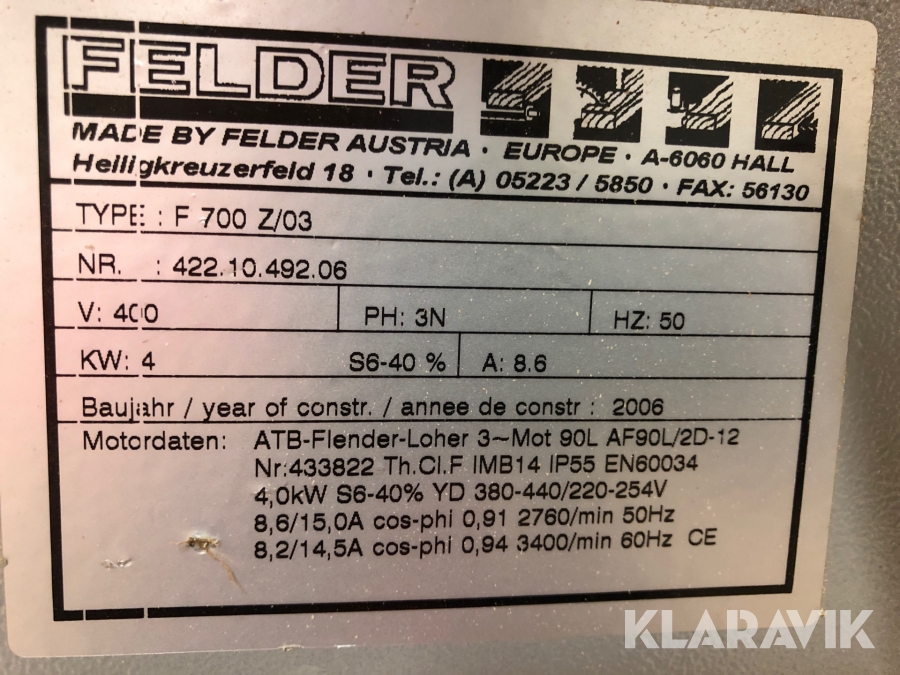 FELDER
MADE BY FELDER AUSTRIA · EUROPE · A-6060 HALL
Heiligkreuzerfeld 18 · Tel.: (A) 05223 / 5850 · FAX: 56130
TYPE : F 700 Z/03
NR. : 422.10.492.06
V: 400 PH: 3N HZ: 50
KW: 4 S6-40 % A: 8.6
Baujahr / year of constr. / annee de constr : 2006
Motordaten: ATB-Flender-Loher 3~Mot 90L AF90L/2D-12
Nr:433822 Th.Cl.F IMB14 IP55 EN60034
4,0kW S6-40% YD 380-440/220-254V
8,6/15,0A cos-phi 0,91 2760/min 50Hz
8,2/14,5A cos-phi 0,94 3400/min 60Hz CE
KLARAVIK